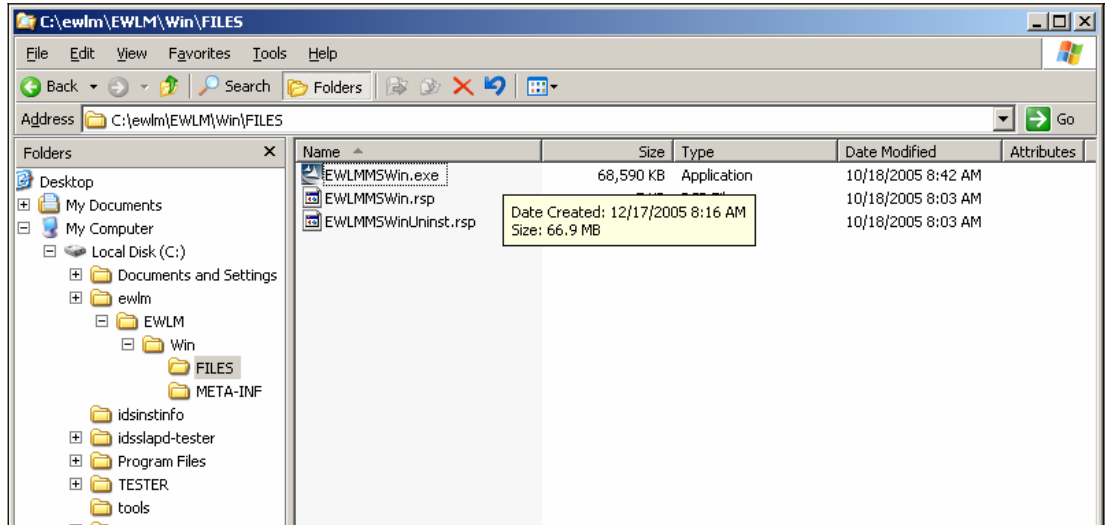 C:\ewlm\EWLM\Win\FILES
File Edit View Favorites Tools Help
Back Search Folders
Address C:\ewlm\EWLM\Win\FILES Go
Folders Name Size Type Date Modified Attributes
EWLMMSWin.exe 68,590 KB Application 10/18/2005 8:42 AM
Desktop
EWLMMSWin.rsp 10/18/2005 8:03 AM
My Documents
Date Created: 12/17/2005 8:16 AM
EWLMMSWinUninst.rsp 10/18/2005 8:03 AM
My Computer
Size: 66.9 MB
Local Disk (C:)
Documents and Settings
ewlm
EWLM
Win
FILES
META-INF
idsinstinfo
idsslapd-tester
Program Files
TESTER
tools